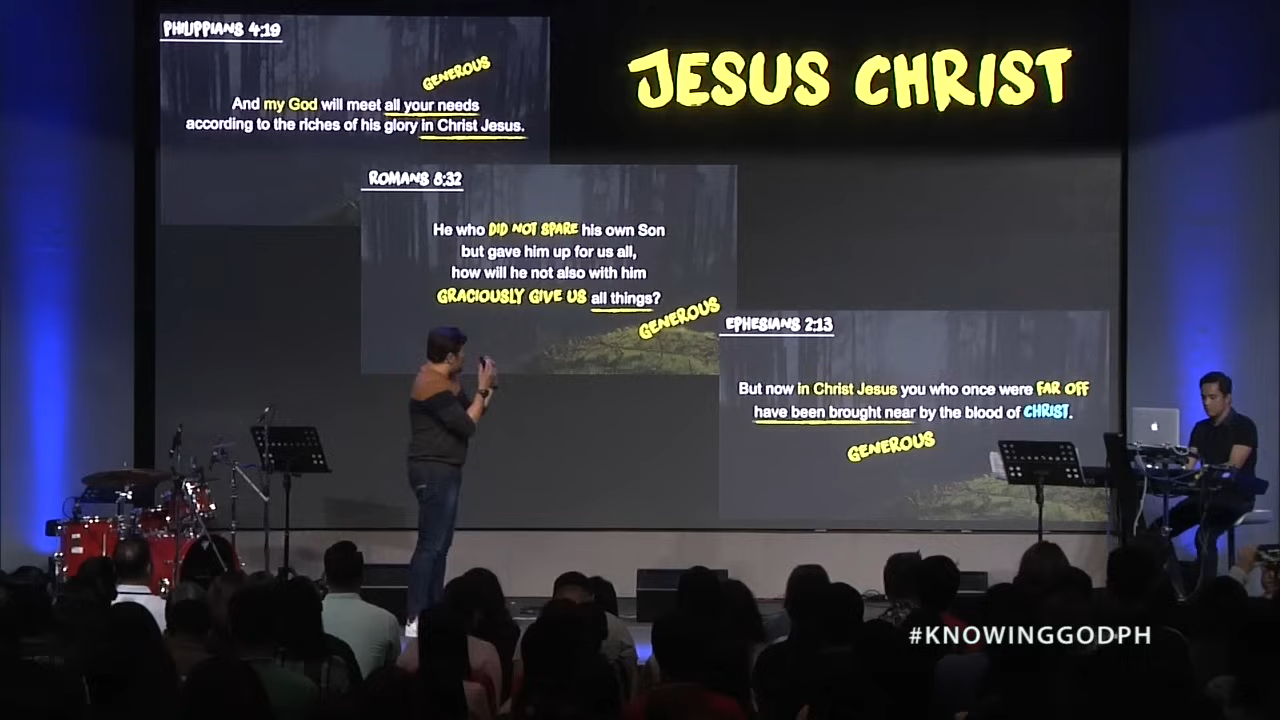 PHILIPPIANS 4:19
GENEROUS
And my God will meet all your needs
according to the riches of his glory in Christ Jesus.
JESUS CHRIST
ROMANS 8:32
He who DID NOT SPARE his own Son
but gave him up for us all,
how will he not also with him
GRACIOUSLY GIVE US all things?
GENEROUS
EPHESIANS 2:13
But now in Christ Jesus you who once were FAR OFF
have been brought near by the blood of CHRIST.
GENEROUS
#KNOWINGGODPH